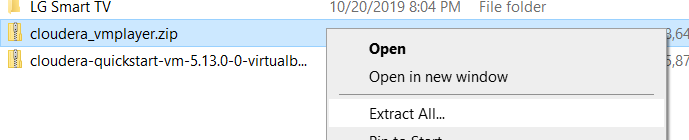 LG Smart TV 10/20/2019 8:04 PM File folder
cloudera_vmplayer.zip
Open
cloudera-quickstart-vm-5.13.0-0-virtualb...
Open in new window
Extract All...